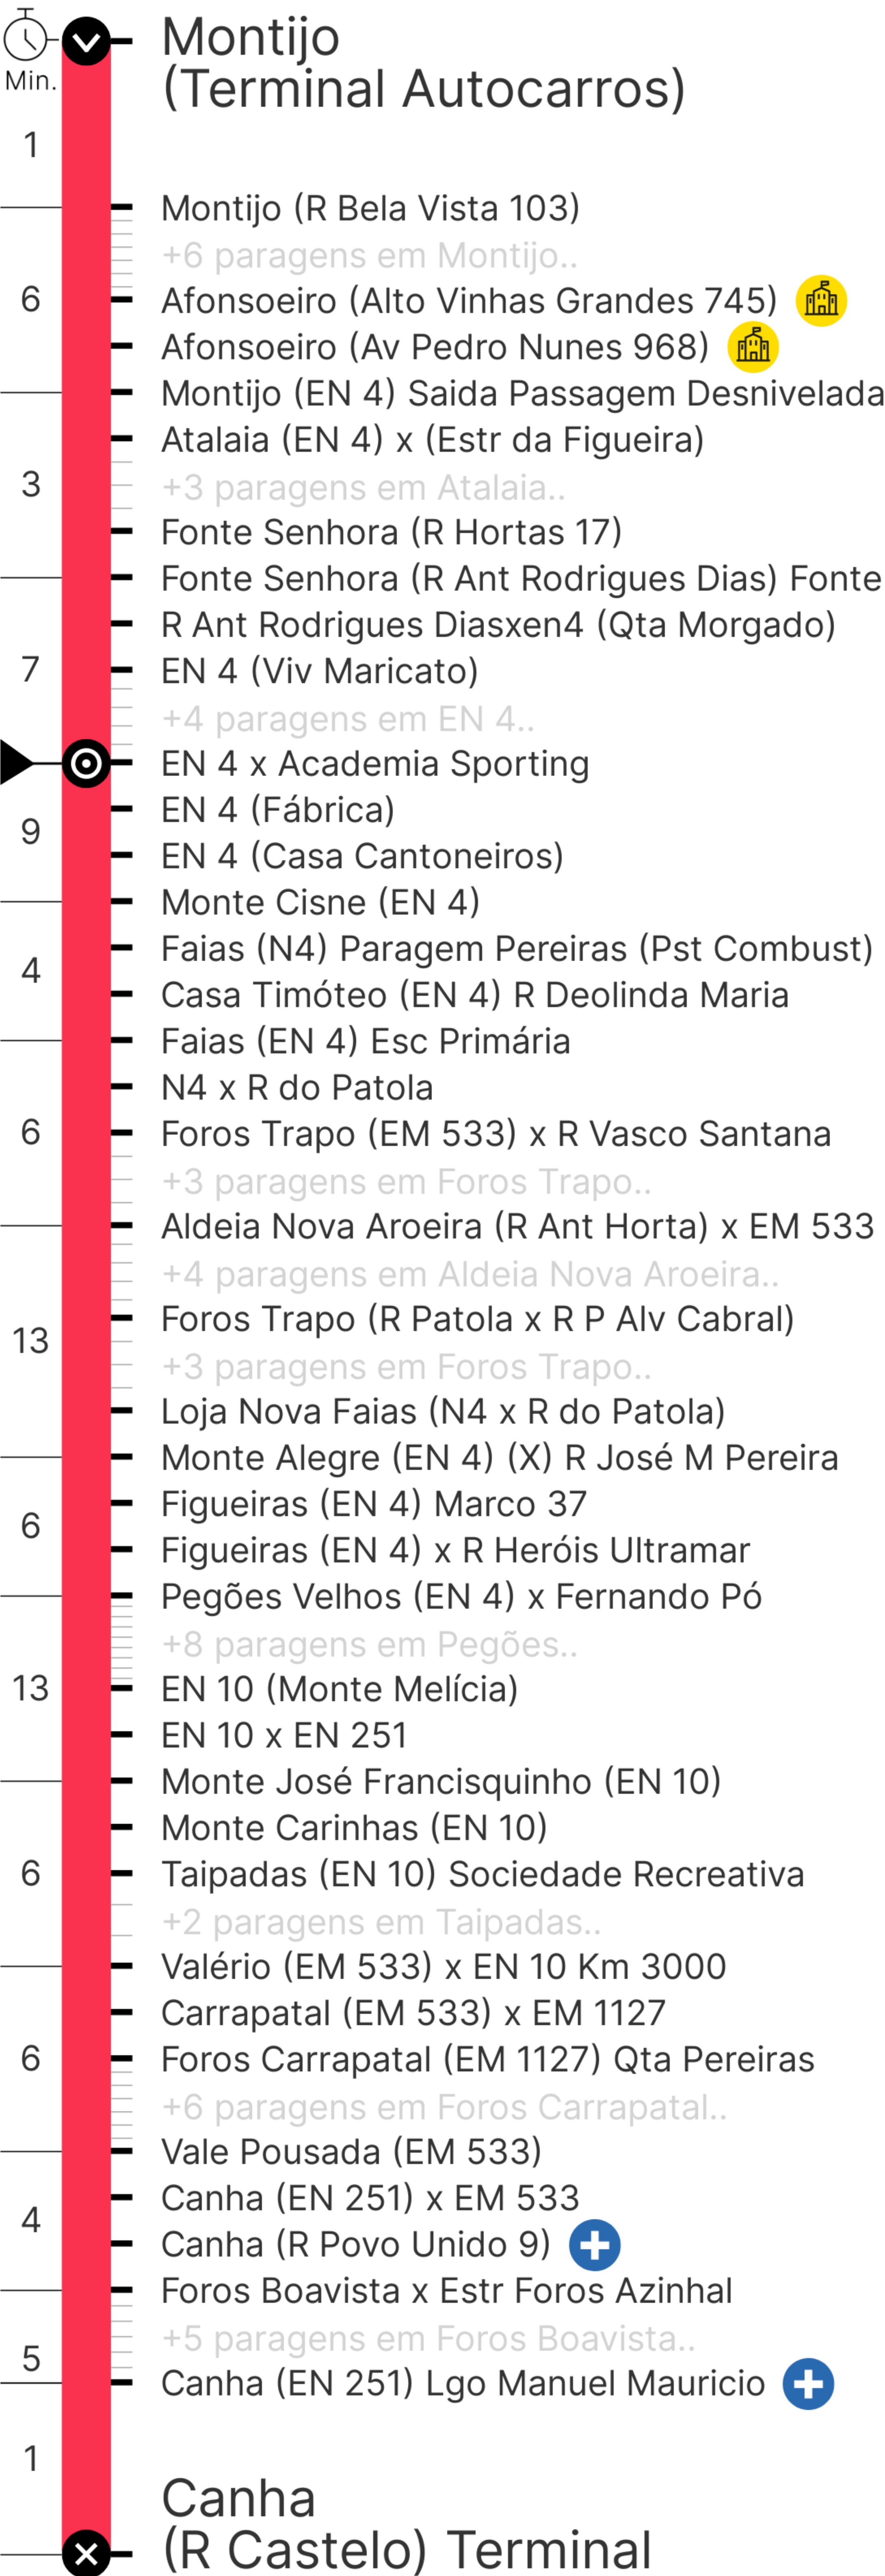 Montijo
(Terminal Autocarros)
Min.
1
Montijo (R Bela Vista 103)
+6 paragens em Montijo..
6
Afonsoeiro (Alto Vinhas Grandes 745)
Afonsoeiro (Av Pedro Nunes 968)
Montijo (EN 4) Saida Passagem Desnivelada
Atalaia (EN 4) x (Estr da Figueira)
3
+3 paragens em Atalaia..
Fonte Senhora (R Hortas 17)
Fonte Senhora (R Ant Rodrigues Dias) Fonte
R Ant Rodrigues Diasxen4 (Qta Morgado)
7
EN 4 (Viv Maricato)
+4 paragens em EN 4..
EN 4 x Academia Sporting
EN 4 (Fábrica)
9
EN 4 (Casa Cantoneiros)
Monte Cisne (EN 4)
Faias (N4) Paragem Pereiras (Pst Combust)
4
Casa Timóteo (EN 4) R Deolinda Maria
Faias (EN 4) Esc Primária
N4 x R do Patola
6
Foros Trapo (EM 533) x R Vasco Santana
+3 paragens em Foros Trapo..
Aldeia Nova Aroeira (R Ant Horta) x EM 533
+4 paragens em Aldeia Nova Aroeira..
Foros Trapo (R Patola x R P Alv Cabral)
13
+3 paragens em Foros Trapo..
Loja Nova Faias (N4 x R do Patola)
Monte Alegre (EN 4) (X) R José M Pereira
Figueiras (EN 4) Marco 37
6
Figueiras (EN 4) x R Heróis Ultramar
Pegões Velhos (EN 4) x Fernando Pó
+8 paragens em Pegões..
13
EN 10 (Monte Melícia)
EN 10 x EN 251
Monte José Francisquinho (EN 10)
Monte Carinhas (EN 10)
6
Taipadas (EN 10) Sociedade Recreativa
+2 paragens em Taipadas..
Valério (EM 533) x EN 10 Km 3000
Carrapatal (EM 533) x EM 1127
6
Foros Carrapatal (EM 1127) Qta Pereiras
+6 paragens em Foros Carrapatal..
Vale Pousada (EM 533)
Canha (EN 251) x EM 533
4
Canha (R Povo Unido 9)
Foros Boavista x Estr Foros Azinhal
+5 paragens em Foros Boavista..
5
Canha (EN 251) Lgo Manuel Mauricio
1
Canha
(R Castelo) Terminal